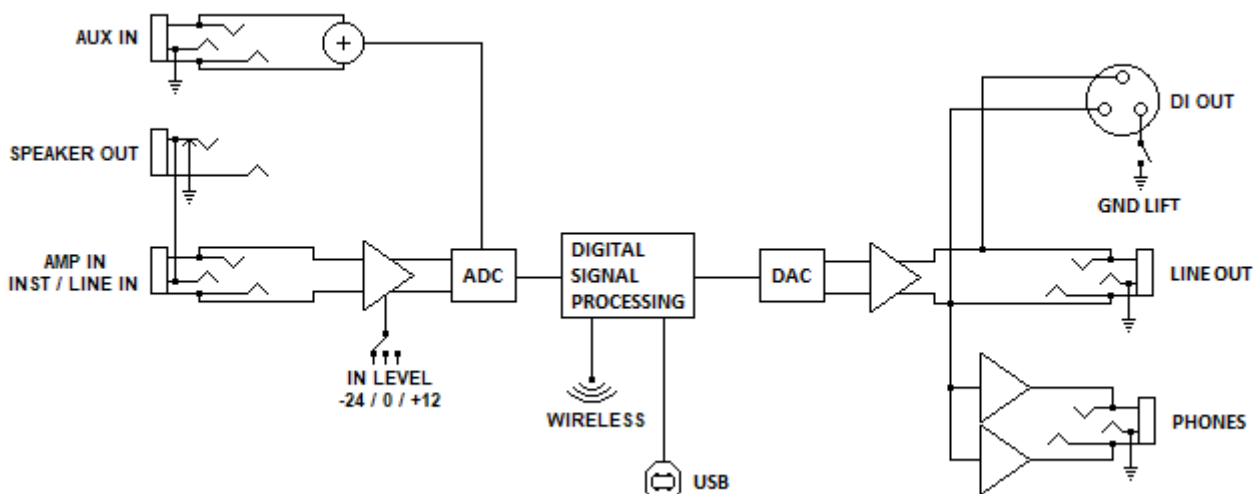 AUX IN
DI OUT
SPEAKER OUT
GND LIFT
AMP IN
INST / LINE IN
ADC
DIGITAL
SIGNAL
PROCESSING
DAC
LINE OUT
IN LEVEL
-24 / 0 / +12
WIRELESS
PHONES
USB